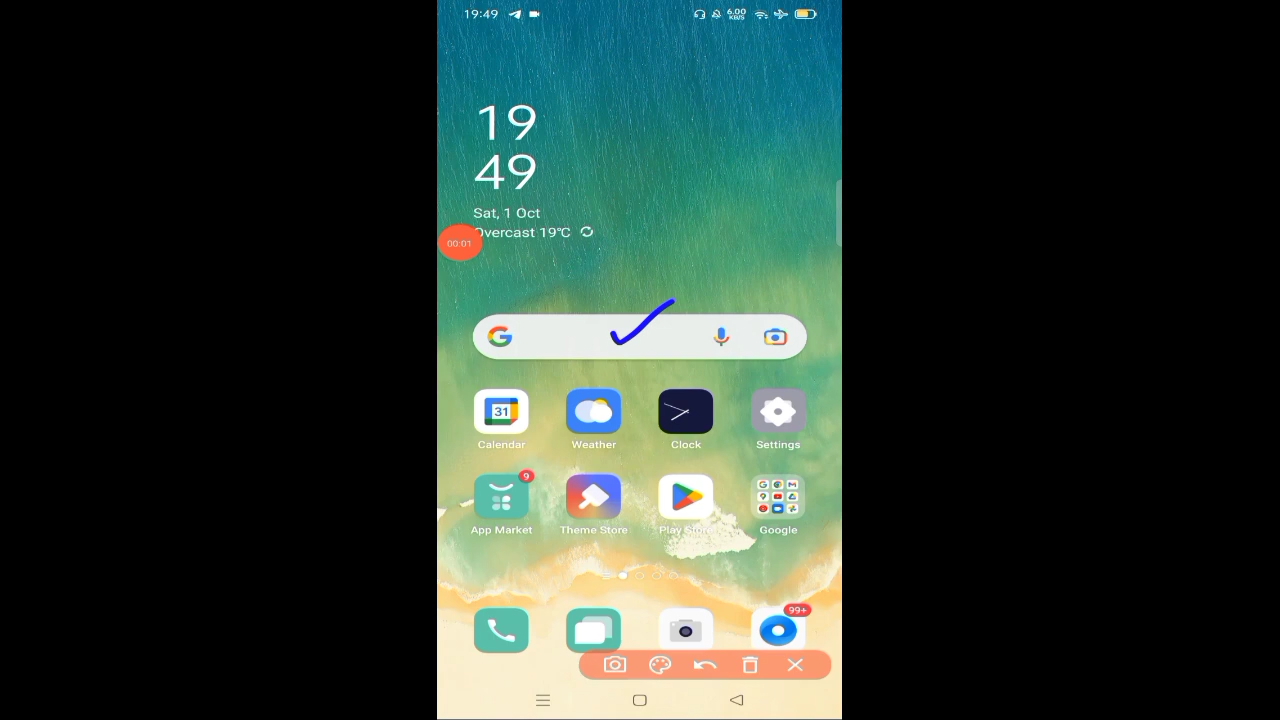 19:49
6.00
KB/S
19
49
Sat, 1 Oct
Overcast 19°C
00:01
31
Calendar
Weather
Clock
Settings
9
App Market
Theme Store
Play Store
Google
99+